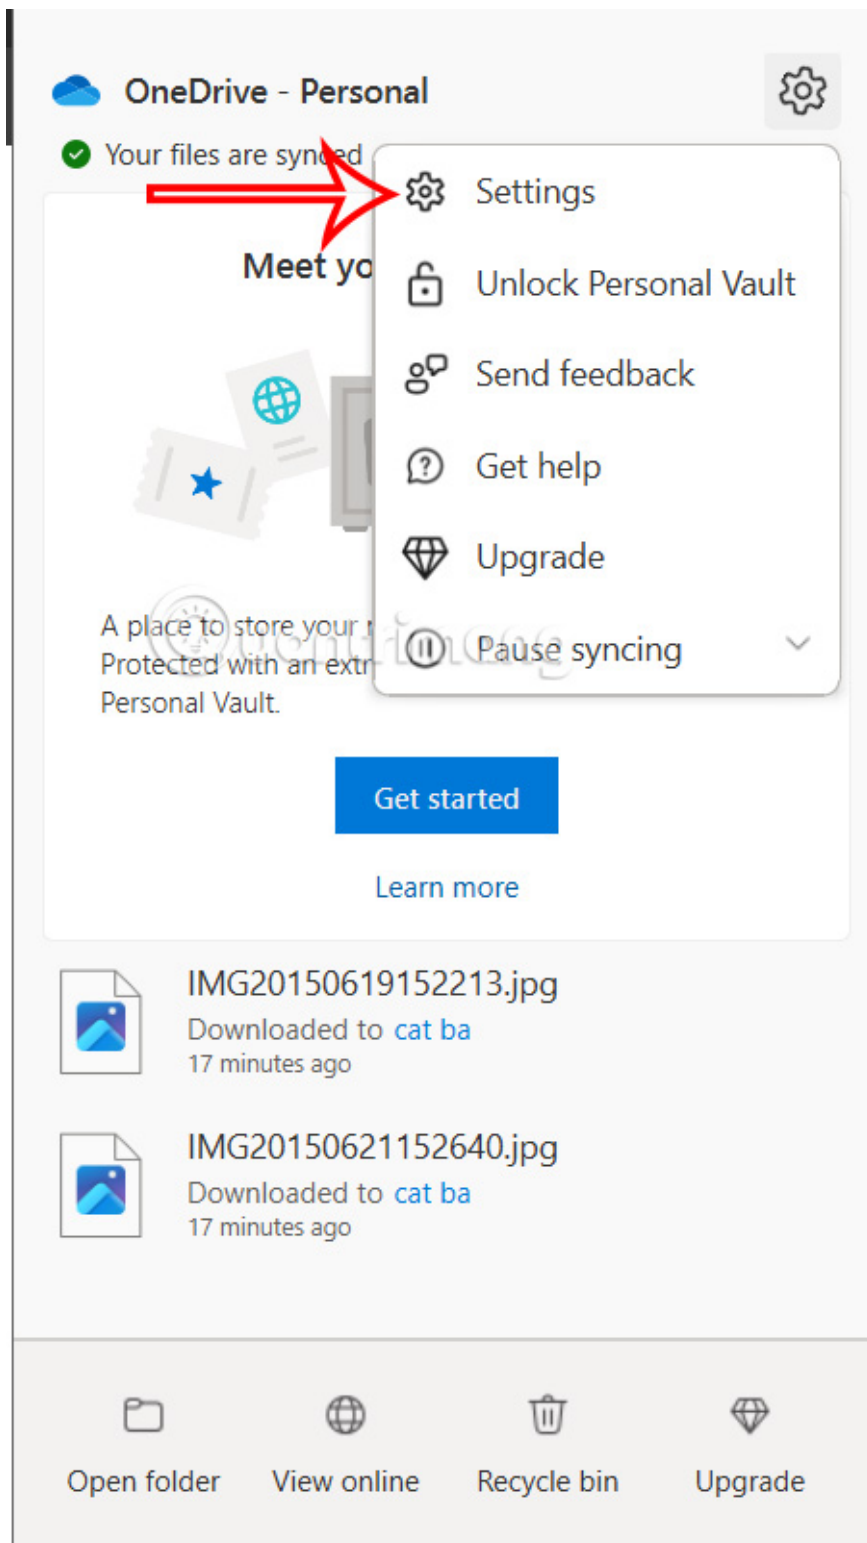 OneDrive - Personal
Your files are synced
Settings
Meet yo
Unlock Personal Vault
Send feedback
Get help
Upgrade
A place to store your
Pause syncing
Protected with an extr
Personal Vault.
Quantrimang
Get started
Learn more
IMG20150619152213.jpg
Downloaded to cat ba
17 minutes ago
IMG20150621152640.jpg
Downloaded to cat ba
17 minutes ago
Open folder
View online
Recycle bin
Upgrade